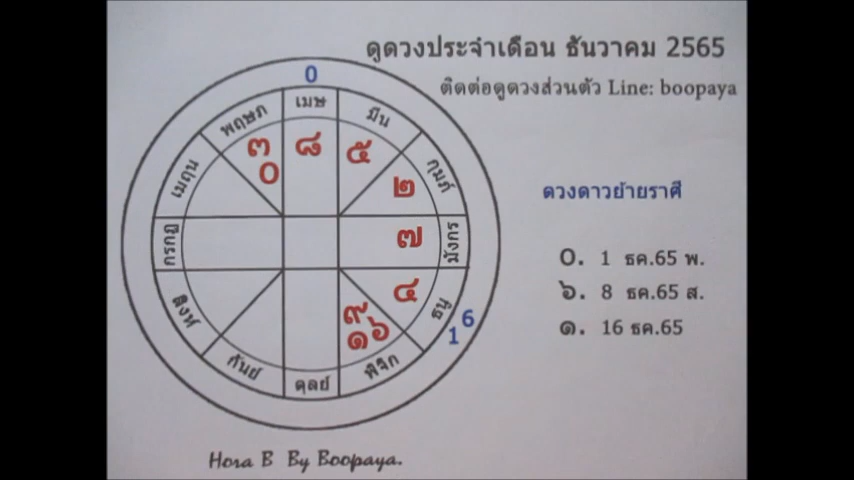 ดูดวงประจำเดือน ธันวาคม 2565
ติดต่อดูดวงส่วนตัว Line: boopaya
0
เมษ
พฤษภ
มีน
เมถุน
กุมภ์
กรกฏ
มังกร
สิงห์
ธนู
กันย์
ตุลย์
พิจิก
๓
๐
๘
๕
๒
๗
๔
๙
๑ ๖
6
1
ดวงดาวย้ายราศี
๐. 1 ธค.65 พ.
๖. 8 ธค.65 ส.
๑. 16 ธค.65
Hora B By Boopaya.